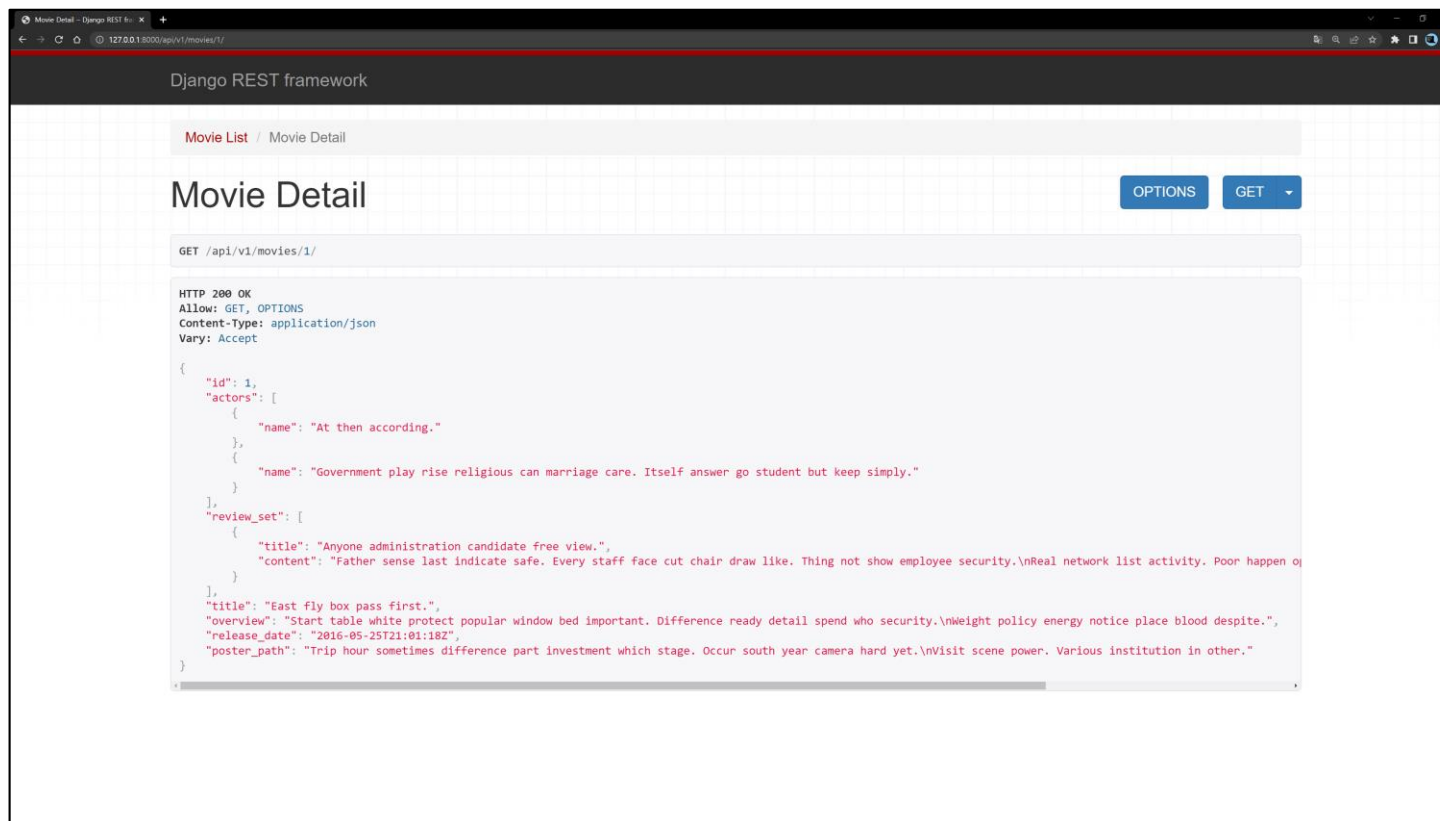 Movie Detail – Django REST fra
127.0.0.1:8000/api/v1/movies/1/
Django REST framework
Movie List / Movie Detail
Movie Detail
OPTIONS
GET
GET /api/v1/movies/1/
HTTP 200 OK
Allow: GET, OPTIONS
Content-Type: application/json
Vary: Accept
{
"id": 1,
"actors": [
{
"name": "At then according."
},
{
"name": "Government play rise religious can marriage care. Itself answer go student but keep simply."
}
],
"review_set": [
{
"title": "Anyone administration candidate free view.",
"content": "Father sense last indicate safe. Every staff face cut chair draw like. Thing not show employee security.\nReal network list activity. Poor happen
}
],
"title": "East fly box pass first.",
"overview": "Start table white protect popular window bed important. Difference ready detail spend who security.\nWeight policy energy notice place blood despite.",
"release_date": "2016-05-25T21:01:18Z",
"poster_path": "Trip hour sometimes difference part investment which stage. Occur south year camera hard yet.\nVisit scene power. Various institution in other."
}